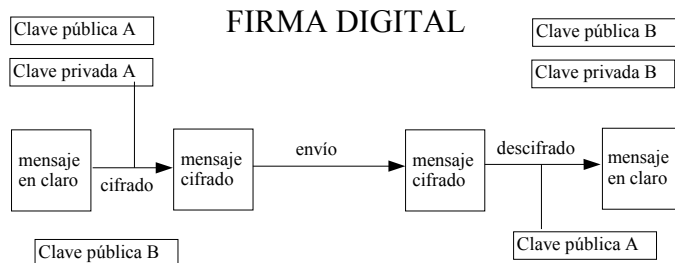 FIRMA DIGITAL
Clave pública A
Clave privada A
Clave pública B
Clave privada B
mensaje
en claro
cifrado
mensaje
cifrado
envío
mensaje
cifrado
descifrado
mensaje
en claro
Clave pública B
Clave pública A